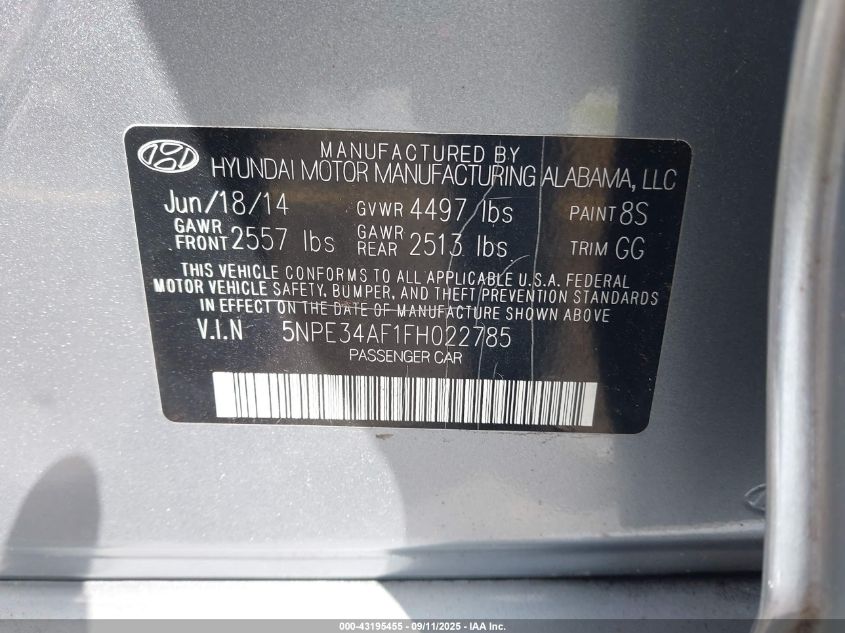 MANUFACTURED BY
HYUNDAI MOTOR MANUFACTURING ALABAMA, LLC
Jun/18/14 GVWR 4497 lbs PAINT 8S
GAWR FRONT 2557 lbs GAWR REAR 2513 lbs TRIM GG
THIS VEHICLE CONFORMS TO ALL APPLICABLE U.S.A. FEDERAL
MOTOR VEHICLE SAFETY, BUMPER, AND THEFT PREVENTION STANDARDS
IN EFFECT ON THE DATE OF MANUFACTURE SHOWN ABOVE
V.I.N 5NPE34AF1FH022785
PASSENGER CAR
000-43195455 - 09/11/2025 - IAA Inc.